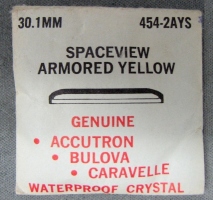 30.1MM 454-2AYS
SPACEVIEW
ARMORED YELLOW
GENUINE
• ACCUTRON
• BULOVA
• CARAVELLE
WATERPROOF CRYSTAL